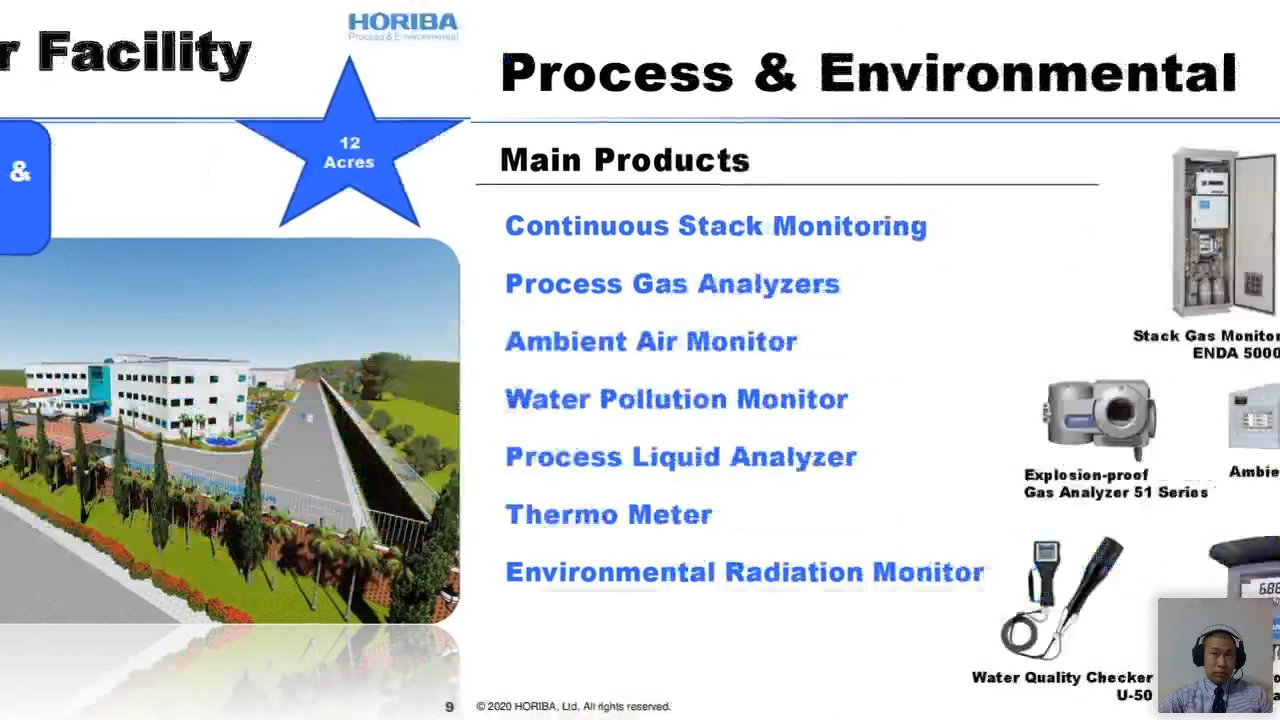 r Facility
HORIBA
Process & Environmental
12
Acres
&
9
Process & Environmental
Main Products
Continuous Stack Monitoring
Process Gas Analyzers
Ambient Air Monitor
Water Pollution Monitor
Process Liquid Analyzer
Thermo Meter
Environmental Radiation Monitor
Stack Gas Monitor
ENDA 5000
Explosion-proof
Gas Analyzer 51 Series
Ambie
Water Quality Checker
U-50
© 2020 HORIBA, Ltd. All rights reserved.